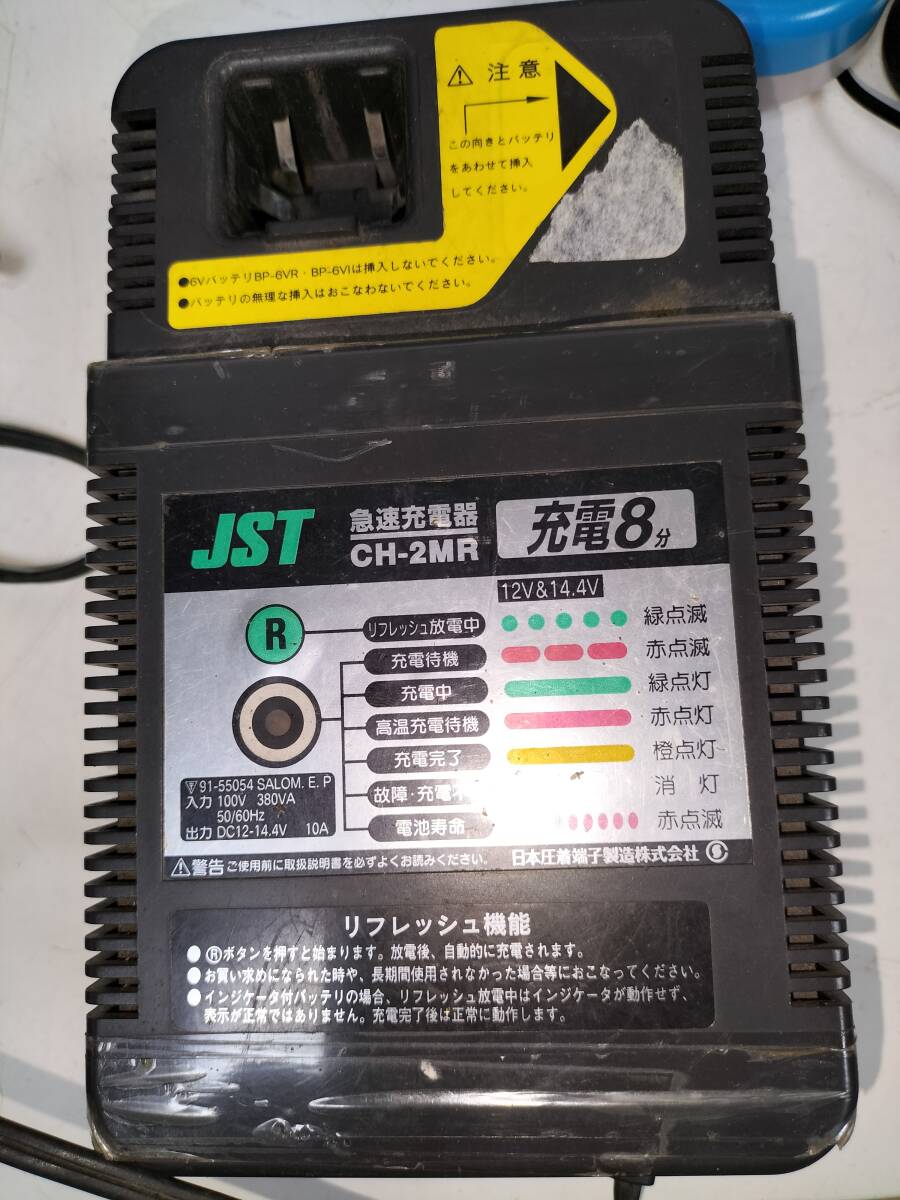 ⚠ 注意
この向きとバッテリ
をあわせて挿入
してください。
●6VバッテリBP-6VR・BP-6VIは挿入しないでください。
●バッテリの無理な挿入はおこなわないでください。
JST 急速充電器 CH-2MR 充電8分
12V&14.4V
R リフレッシュ放電中 緑点滅
充電待機 赤点滅
充電中 緑点灯
高温充電待機 赤点灯
充電完了 橙点灯
故障・充電不 消灯
電池寿命 赤点滅
91-55054 SALOM. E. P
入力 100V 380VA
50/60Hz
出力 DC12-14.4V 10A
⚠警告 ご使用前に取扱説明書を必ずよくお読みください。 日本圧着端子製造株式会社
リフレッシュ機能
●Ⓡボタンを押すと始まります。放電後、自動的に充電されます。
●お買い求めになられた時や、長期間使用されなかった場合等におこなってください。
●インジケータ付バッテリの場合、リフレッシュ放電中はインジケータが動作せず、
表示が正常ではありません。充電完了後は正常に動作します。